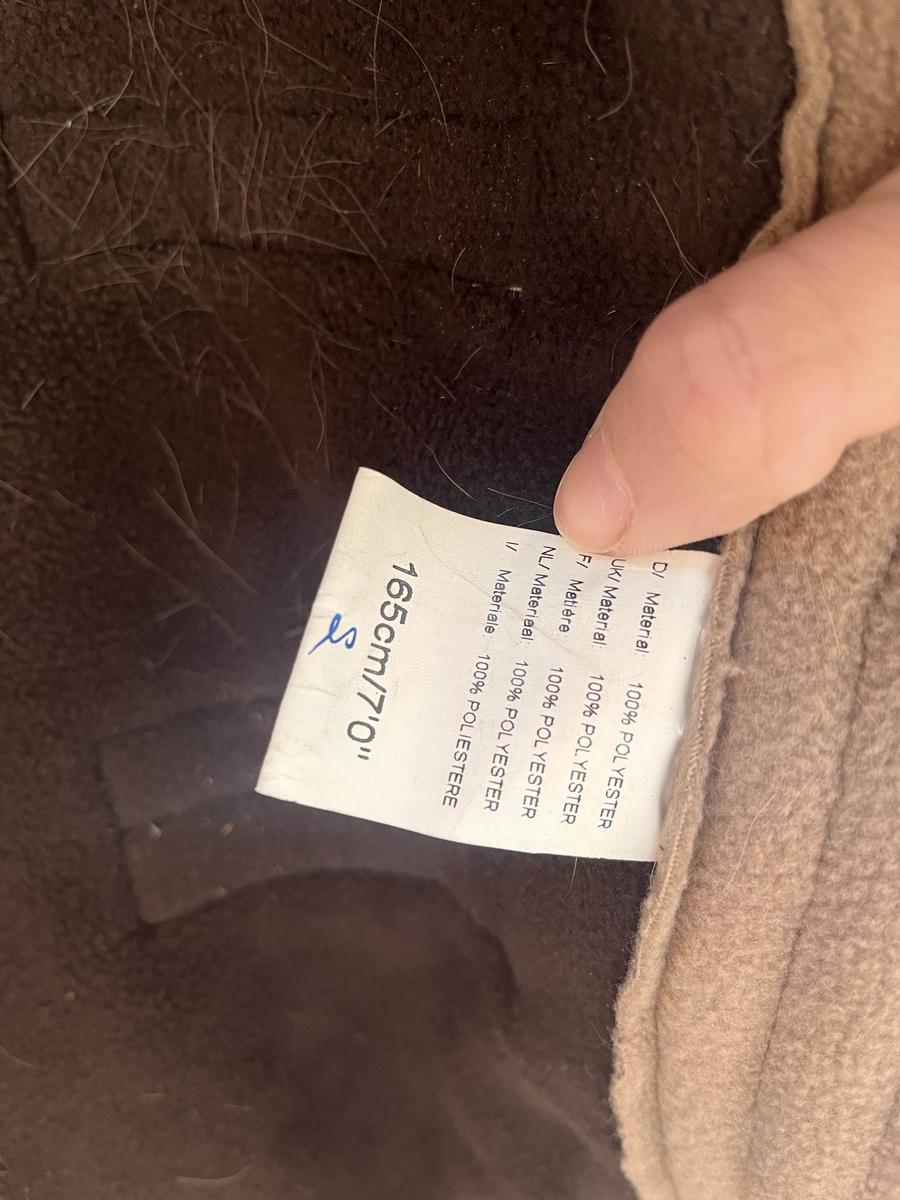 D/ Material: 100% POLYESTER
UK/ Material: 100% POLYESTER
F/ Matiére: 100% POLYESTER
NL/ Materiaal: 100% POLYESTER
I/ Materiale: 100% POLIESTERE
165cm/7'0"